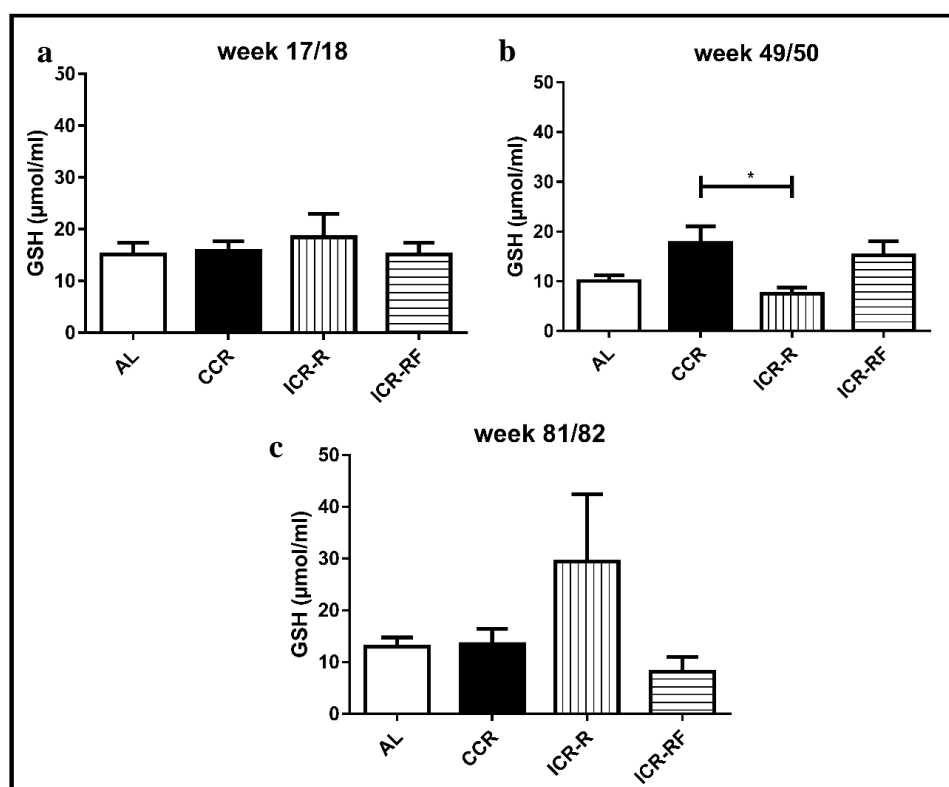 a
week 17/18
GSH (µmol/ml)
50
40
30
20
10
0
AL
CCR
ICR-R
ICR-RF
b
week 49/50
GSH (µmol/ml)
50
40
30
20
10
0
*
AL
CCR
ICR-R
ICR-RF
c
week 81/82
GSH (µmol/ml)
50
40
30
20
10
0
AL
CCR
ICR-R
ICR-RF